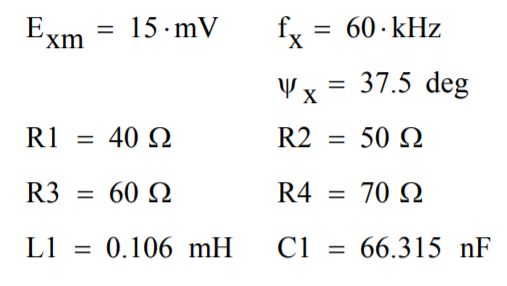 E_xm = 15·mV f_x = 60·kHz
ψ_x = 37.5 deg
R1 = 40 Ω R2 = 50 Ω
R3 = 60 Ω R4 = 70 Ω
L1 = 0.106 mH C1 = 66.315 nF